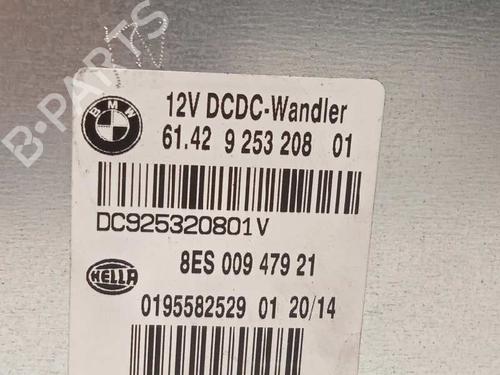 B-PARTS
BMW
12V DCDC-Wandler
61.42 9 253 208 01
DC925320801V
HELLA
8ES 009 479 21
0195582529 01 20/14